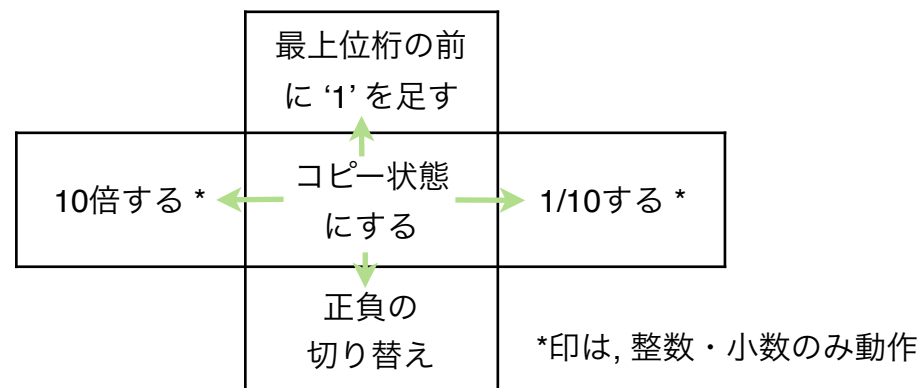 最上位桁の前
に ‘1’ を足す
10倍する *
コピー状態
にする
1/10する *
正負の
切り替え
*印は, 整数・小数のみ動作